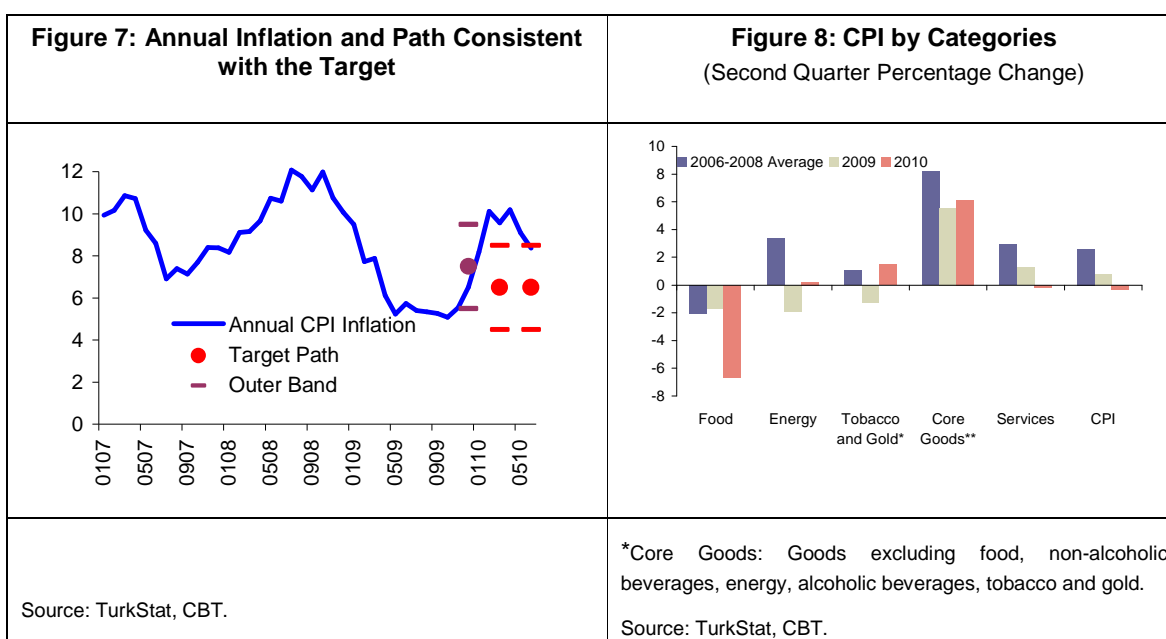 Figure 7: Annual Inflation and Path Consistent
with the Target
12
10
8
6
4
2
0
Annual CPI Inflation
Target Path
Outer Band
0107
0507
0907
0108
0508
0908
0109
0509
0909
0110
0510
Source: TurkStat, CBT.
Figure 8: CPI by Categories
(Second Quarter Percentage Change)
10
8
6
4
2
0
-2
-4
-6
-8
2006-2008 Average 2009 2010
Food Energy Tobacco Core Services CPI
and Gold* Goods**
*Core Goods: Goods excluding food, non-alcoholic
beverages, energy, alcoholic beverages, tobacco and gold.
Source: TurkStat, CBT.